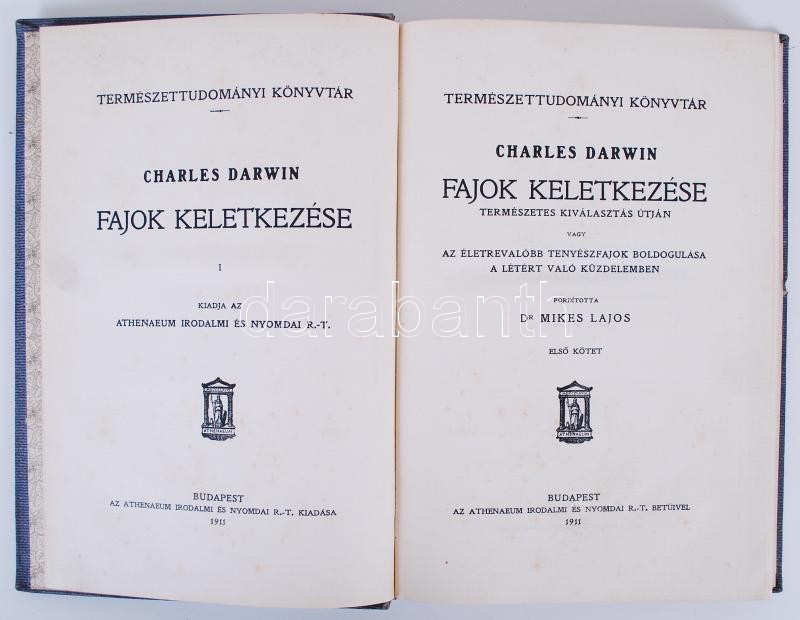 TERMÉSZETTUDOMÁNYI KÖNYVTÁR
CHARLES DARWIN
FAJOK KELETKEZÉSE
I
KIADJA AZ
ATHENAEUM IRODALMI ÉS NYOMDAI R.-T.
ATHENAEUM
BUDAPEST
AZ ATHENAEUM IRODALMI ÉS NYOMDAI R.-T. KIADÁSA
1911
TERMÉSZETTUDOMÁNYI KÖNYVTÁR
CHARLES DARWIN
FAJOK KELETKEZÉSE
TERMÉSZETES KIVÁLASZTÁS ÚTJÁN
VAGY
AZ ÉLETREVALÓBB TENYÉSZFAJOK BOLDOGULÁSA
A LÉTÉRT VALÓ KÜZDELEMBEN
FORDÍTOTTA
DR MIKES LAJOS
ELSŐ KÖTET
ATHENAEUM
BUDAPEST
AZ ATHENAEUM IRODALMI ÉS NYOMDAI R.-T. BETŰIVEL
1911
darabanth